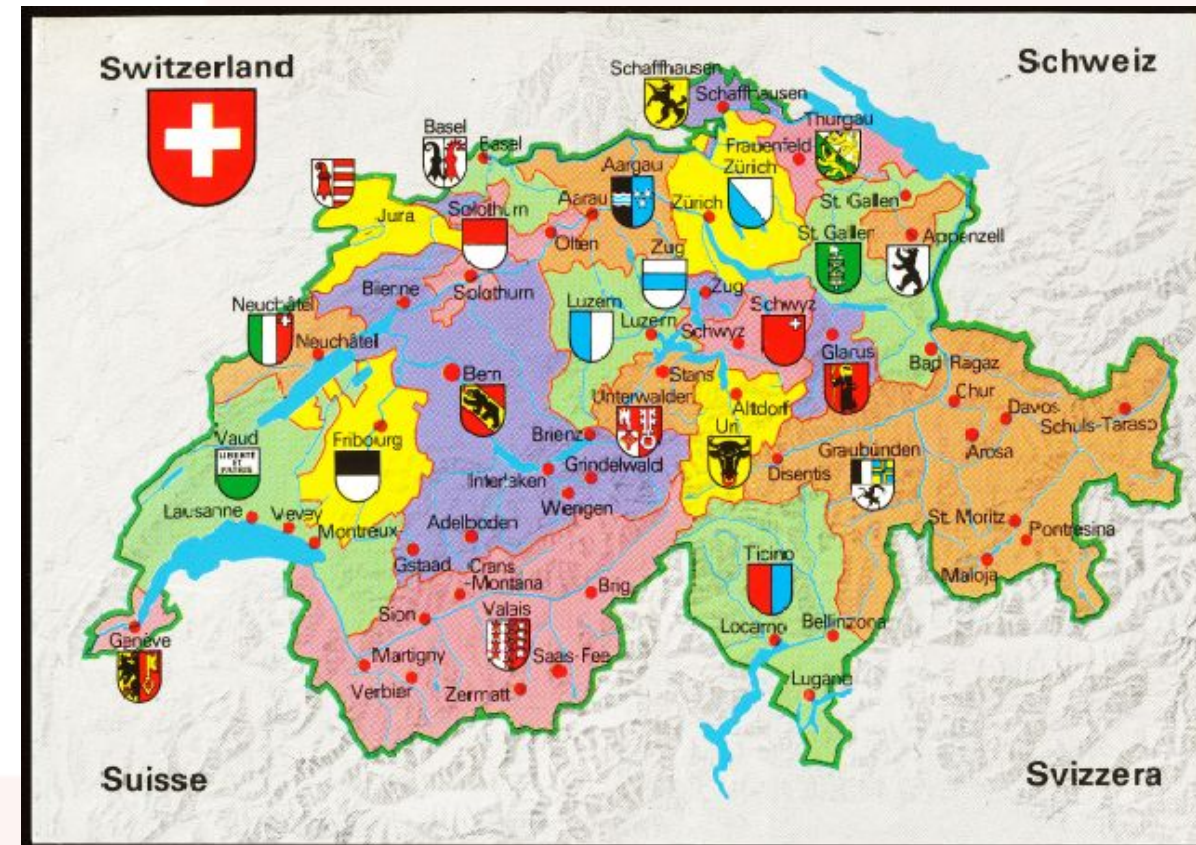 Switzerland
Schweiz
Schaffhausen
Schaffhausen
Basel
Basel
Thurgau
Frauenfeld
Aargau
Zürich
Aarau
Zürich
St. Gallen
Jura
Solothurn
Olten
Zug
St. Gallen
Appenzell
Bienne
Solothurn
Luzern
Zug
Schwyz
Neuchâtel
Neuchâtel
Luzern
Schwyz
Glarus
Bad Ragaz
Bern
Stans
Unterwalden
Altdorf
Chur
Davos
Schuls-Tarasp
Vaud
LIBERTÉ
ET
PATRIE
Fribourg
Brienz
Uri
Graubünden
Arosa
Grindelwald
Interlaken
Disentis
Wengen
Lausanne
Vevey
Montreux
Adelboden
St. Moritz
Pontresina
Gstaad
Crans
-Montana
Ticino
Maloja
Brig
Sion
Valais
Locarno
Bellinzona
Genève
Martigny
Saas-Fee
Verbier
Zermatt
Lugano
Suisse
Svizzera